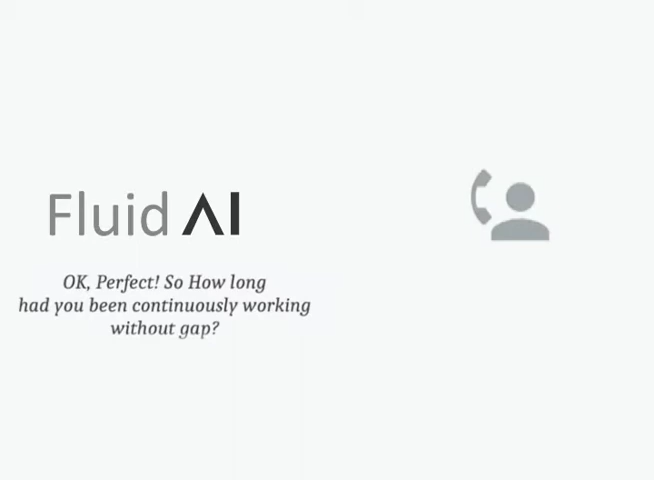 Fluid AI
OK, Perfect! So How long
had you been continuously working
without gap?